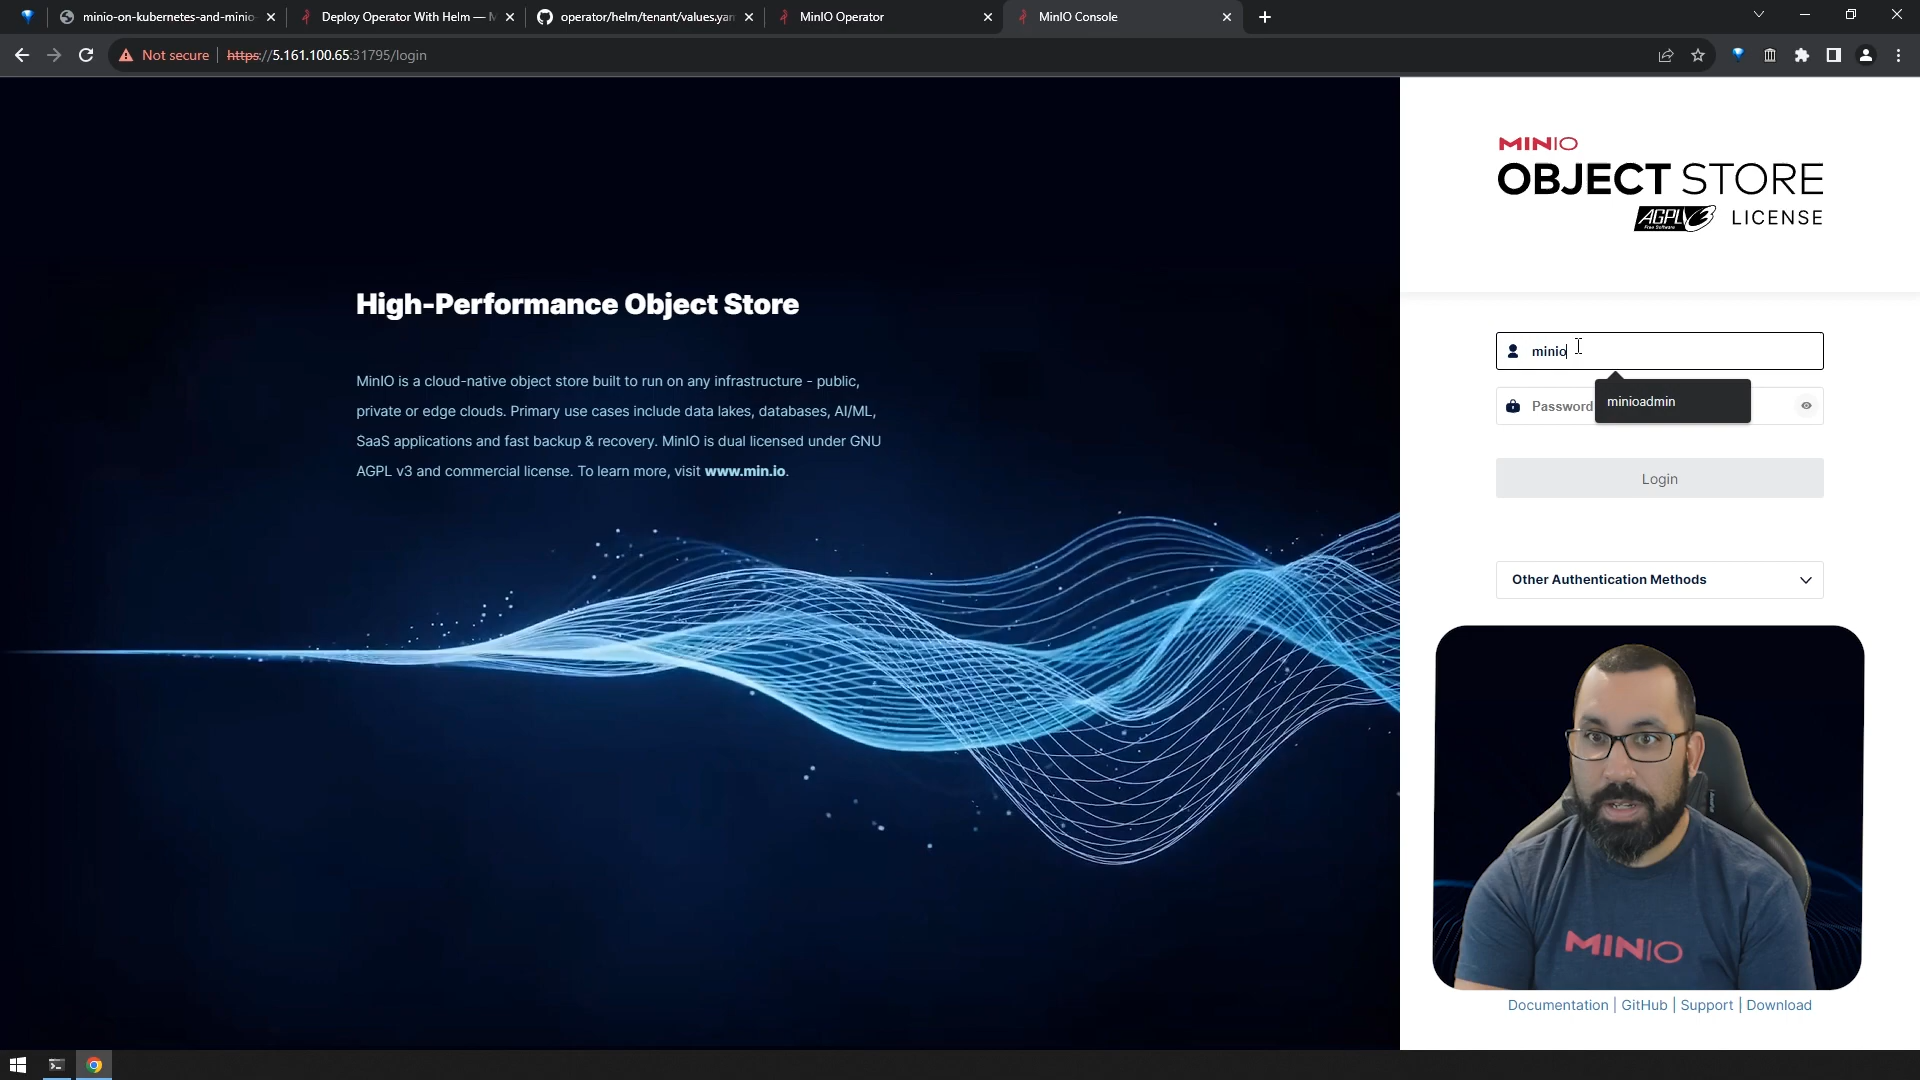 minio-on-kubernetes-and-minio-
Deploy Operator With Helm — M
operator/helm/tenant/values.yam
MinIO Operator
MinIO Console
Not secure
https://5.161.100.65:31795/login
MINIO
OBJECT STORE
AGPL 3
Free Software
LICENSE
High-Performance Object Store
MinIO is a cloud-native object store built to run on any infrastructure - public,
private or edge clouds. Primary use cases include data lakes, databases, AI/ML,
SaaS applications and fast backup & recovery. MinIO is dual licensed under GNU
AGPL v3 and commercial license. To learn more, visit www.min.io.
minio
Password
minioadmin
Login
Other Authentication Methods
MINIO
Documentation | GitHub | Support | Download